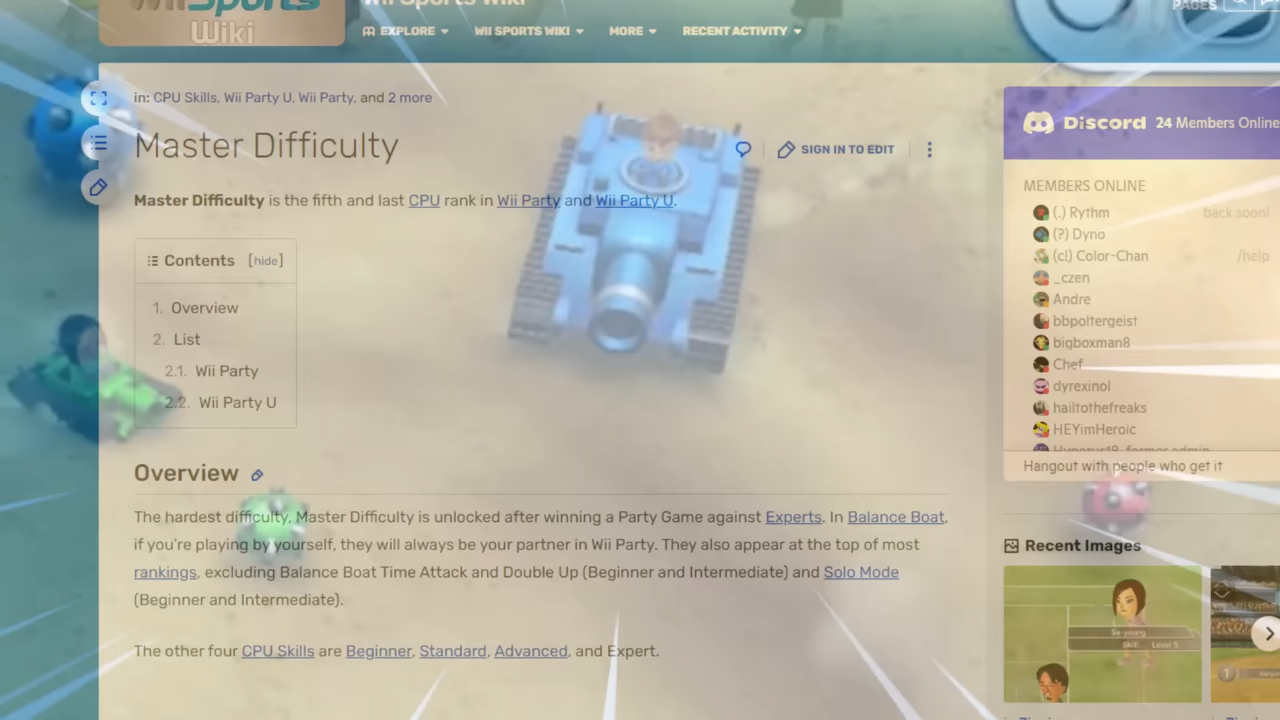 WiiSports
Wiki
Wii Sports Wiki
EXPLORE
WII SPORTS WIKI
MORE
RECENT ACTIVITY
PAGES
in: CPU Skills, Wii Party U, Wii Party, and 2 more
Master Difficulty
SIGN IN TO EDIT
Master Difficulty is the fifth and last CPU rank in Wii Party and Wii Party U.
Contents [hide]
1. Overview
2. List
2.1. Wii Party
2.2. Wii Party U
Overview
The hardest difficulty, Master Difficulty is unlocked after winning a Party Game against Experts. In Balance Boat,
if you're playing by yourself, they will always be your partner in Wii Party. They also appear at the top of most
rankings, excluding Balance Boat Time Attack and Double Up (Beginner and Intermediate) and Solo Mode
(Beginner and Intermediate).
The other four CPU Skills are Beginner, Standard, Advanced, and Expert.
Discord 24 Members Online
MEMBERS ONLINE
(.) Rythm back soon!
(?) Dyno
(c!) Color-Chan /help
_czen
Andre
bbpoltergeist
bigboxman8
Chef
dyrexinol
hailtothefreaks
HEYimHeroic
Hangout with people who get it
Recent Images
Se-young
Skill Level 5